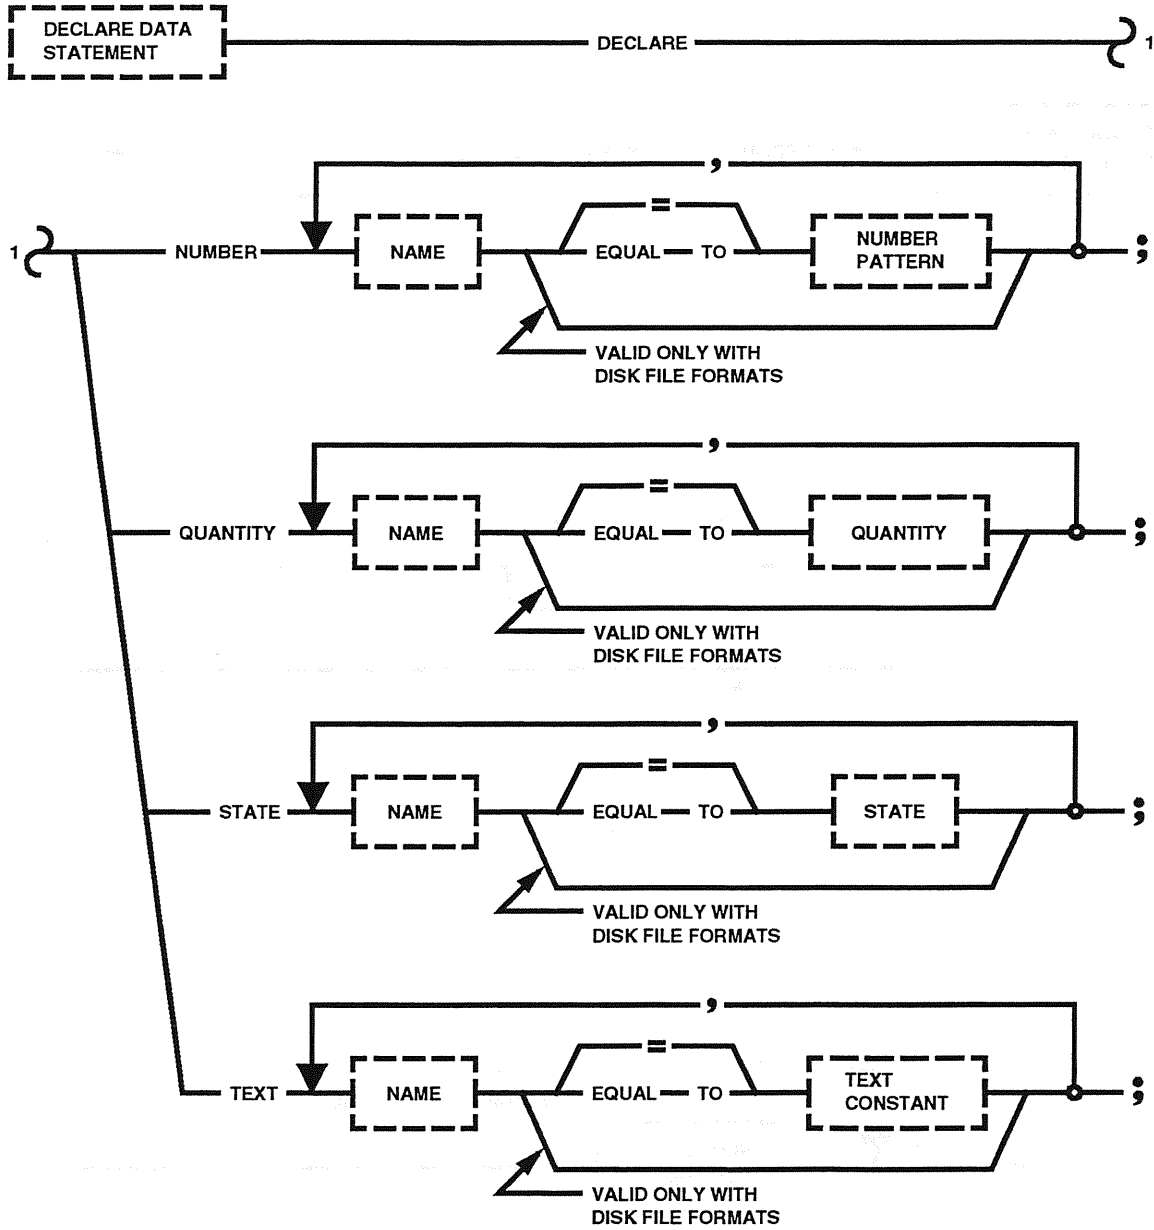 DECLARE DATA
STATEMENT
DECLARE
1
1
NUMBER
,
NAME
=
EQUAL TO
NUMBER
PATTERN
;
VALID ONLY WITH
DISK FILE FORMATS
QUANTITY
,
NAME
=
EQUAL TO
QUANTITY
;
VALID ONLY WITH
DISK FILE FORMATS
STATE
,
NAME
=
EQUAL TO
STATE
;
VALID ONLY WITH
DISK FILE FORMATS
TEXT
,
NAME
=
EQUAL TO
TEXT
CONSTANT
;
VALID ONLY WITH
DISK FILE FORMATS